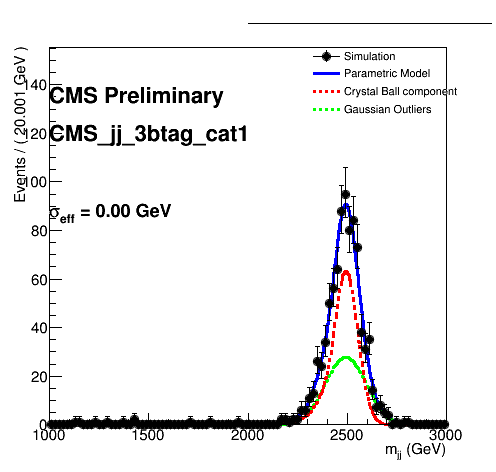 Simulation
Parametric Model
Crystal Ball component
Gaussian Outliers
CMS Preliminary
CMS_jj_3btag_cat1
σeff = 0.00 GeV
Events / ( 20.001 GeV )
140
120
100
80
60
40
20
0
1000 1500 2000 2500 3000
mjj (GeV)